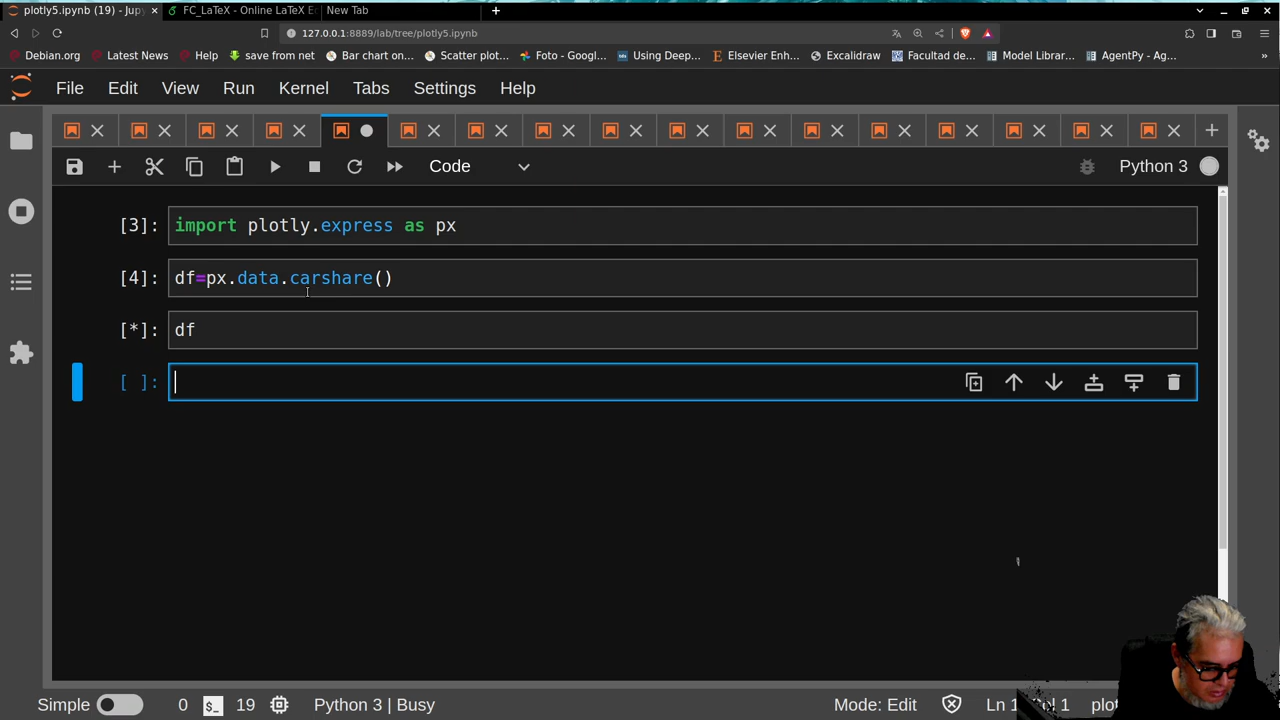 plotly5.ipynb (19) - Jup
FC_LaTeX - Online LaTeX E
New Tab
127.0.0.1:8889/lab/tree/plotly5.ipynb
Debian.org
Latest News
Help
save from net
Bar chart on...
Scatter plot...
Foto - Googl...
Using Deep...
Elsevier Enh...
Excalidraw
Facultad de...
Model Librar...
AgentPy - Ag...
File Edit View Run Kernel Tabs Settings Help
Code
Python 3
[3]: import plotly.express as px
[4]: df=px.data.carshare()
[*]: df
[ ]:
Simple 0 $_ 19 Python 3 | Busy Mode: Edit Ln 1 1 plot